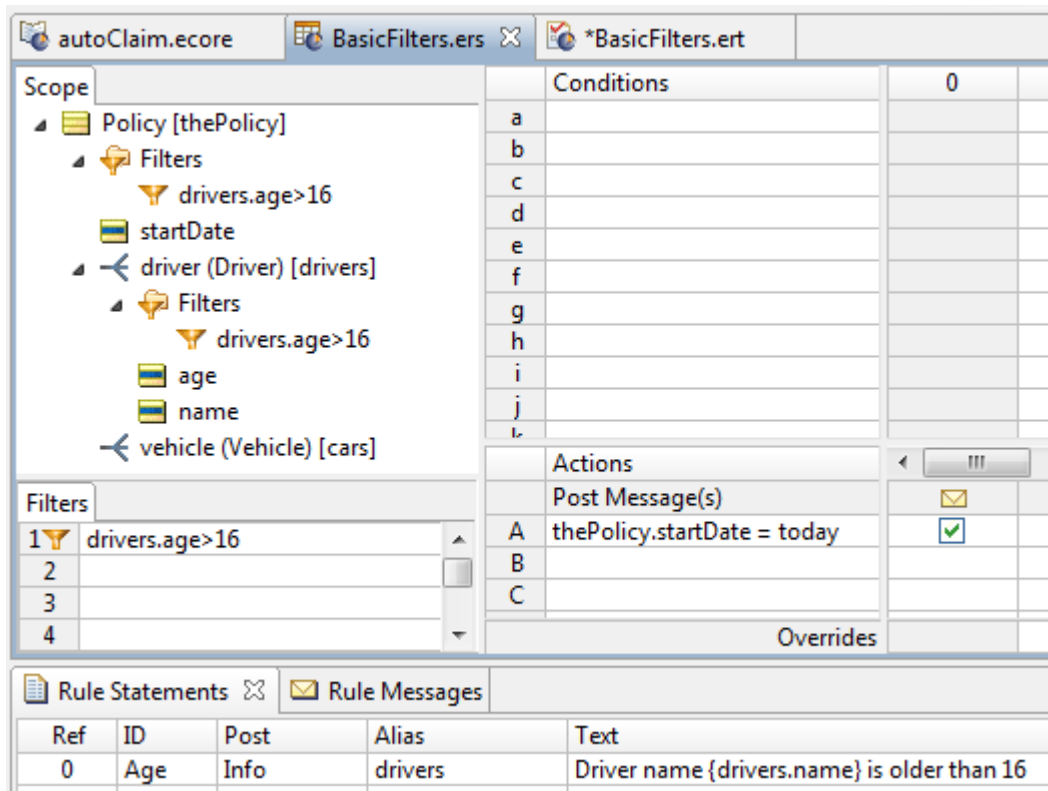 autoClaim.ecore BasicFilters.ers *BasicFilters.ert
Scope
Policy [thePolicy]
Filters
drivers.age>16
startDate
driver (Driver) [drivers]
Filters
drivers.age>16
age
name
vehicle (Vehicle) [cars]
Filters
1 drivers.age>16
2
3
4
Conditions 0
a
b
c
d
e
f
g
h
i
j
k
Actions
Post Message(s)
A thePolicy.startDate = today
B
C
Overrides
Rule Statements Rule Messages
Ref ID Post Alias Text
0 Age Info drivers Driver name {drivers.name} is older than 16